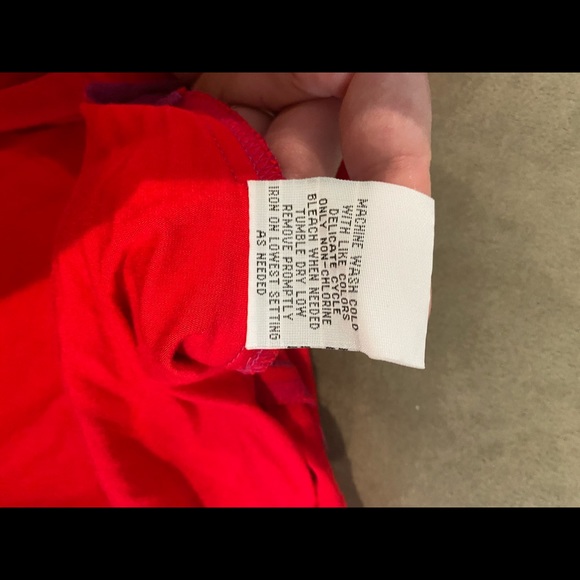 MACHINE WASH COLD
WITH LIKE COLORS
DELICATE CYCLE
ONLY NON-CHLORINE
BLEACH WHEN NEEDED
TUMBLE DRY LOW
REMOVE PROMPTLY
IRON ON LOWEST SETTING
AS NEEDED